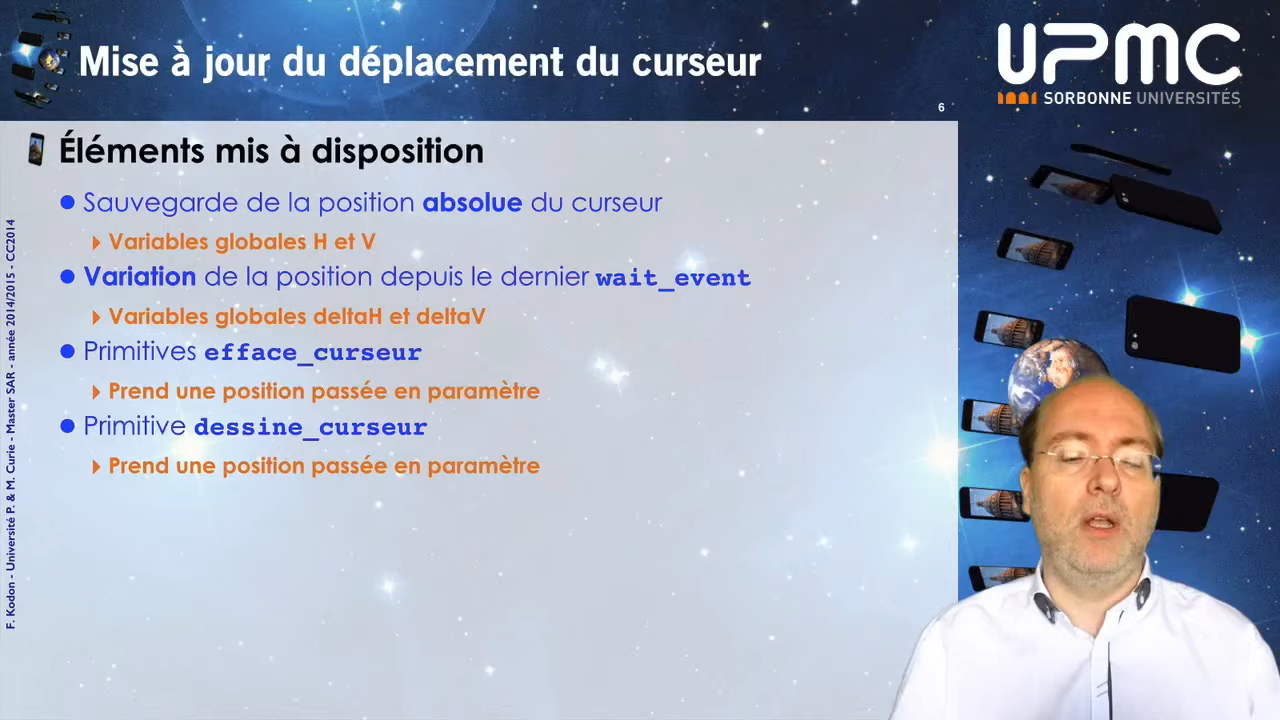 Mise à jour du déplacement du curseur
UPMC
SORBONNE UNIVERSITÉS
6
Éléments mis à disposition
Sauvegarde de la position absolue du curseur
Variables globales H et V
Variation de la position depuis le dernier wait_event
Variables globales deltaH et deltaV
Primitives efface_curseur
Prend une position passée en paramètre
Primitive dessine_curseur
Prend une position passée en paramètre
F. Kodon - Université P. & M. Curie - Master SAR - année 2014/2015 - CC2014